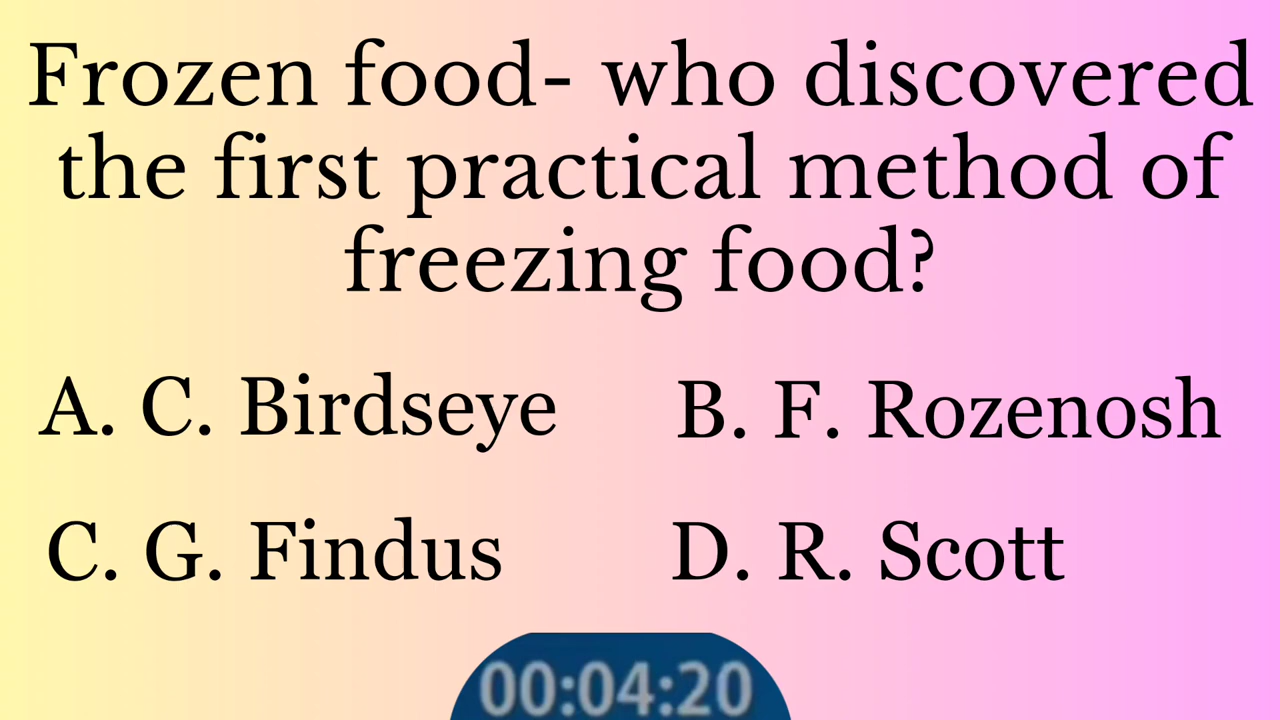 Frozen food- who discovered
the first practical method of
freezing food?
A. C. Birdseye B. F. Rozenosh
C. G. Findus D. R. Scott
00:04:20